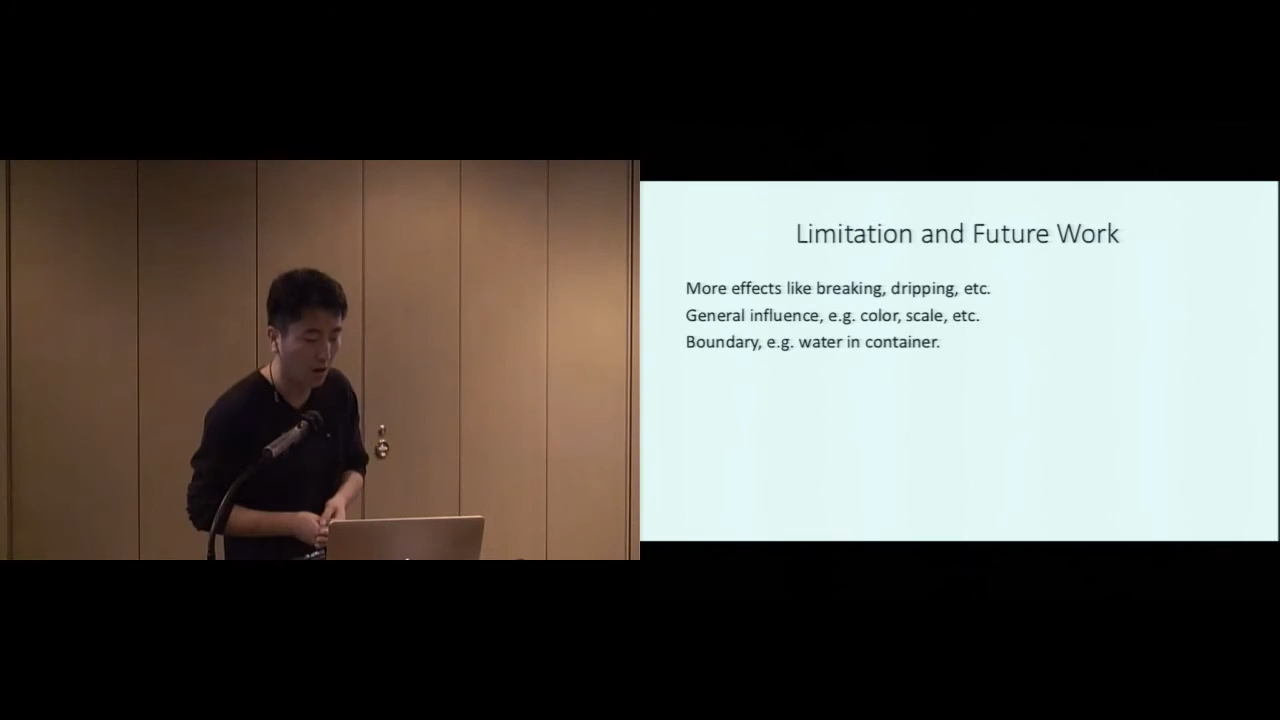 Limitation and Future Work
More effects like breaking, dripping, etc.
General influence, e.g. color, scale, etc.
Boundary, e.g. water in container.